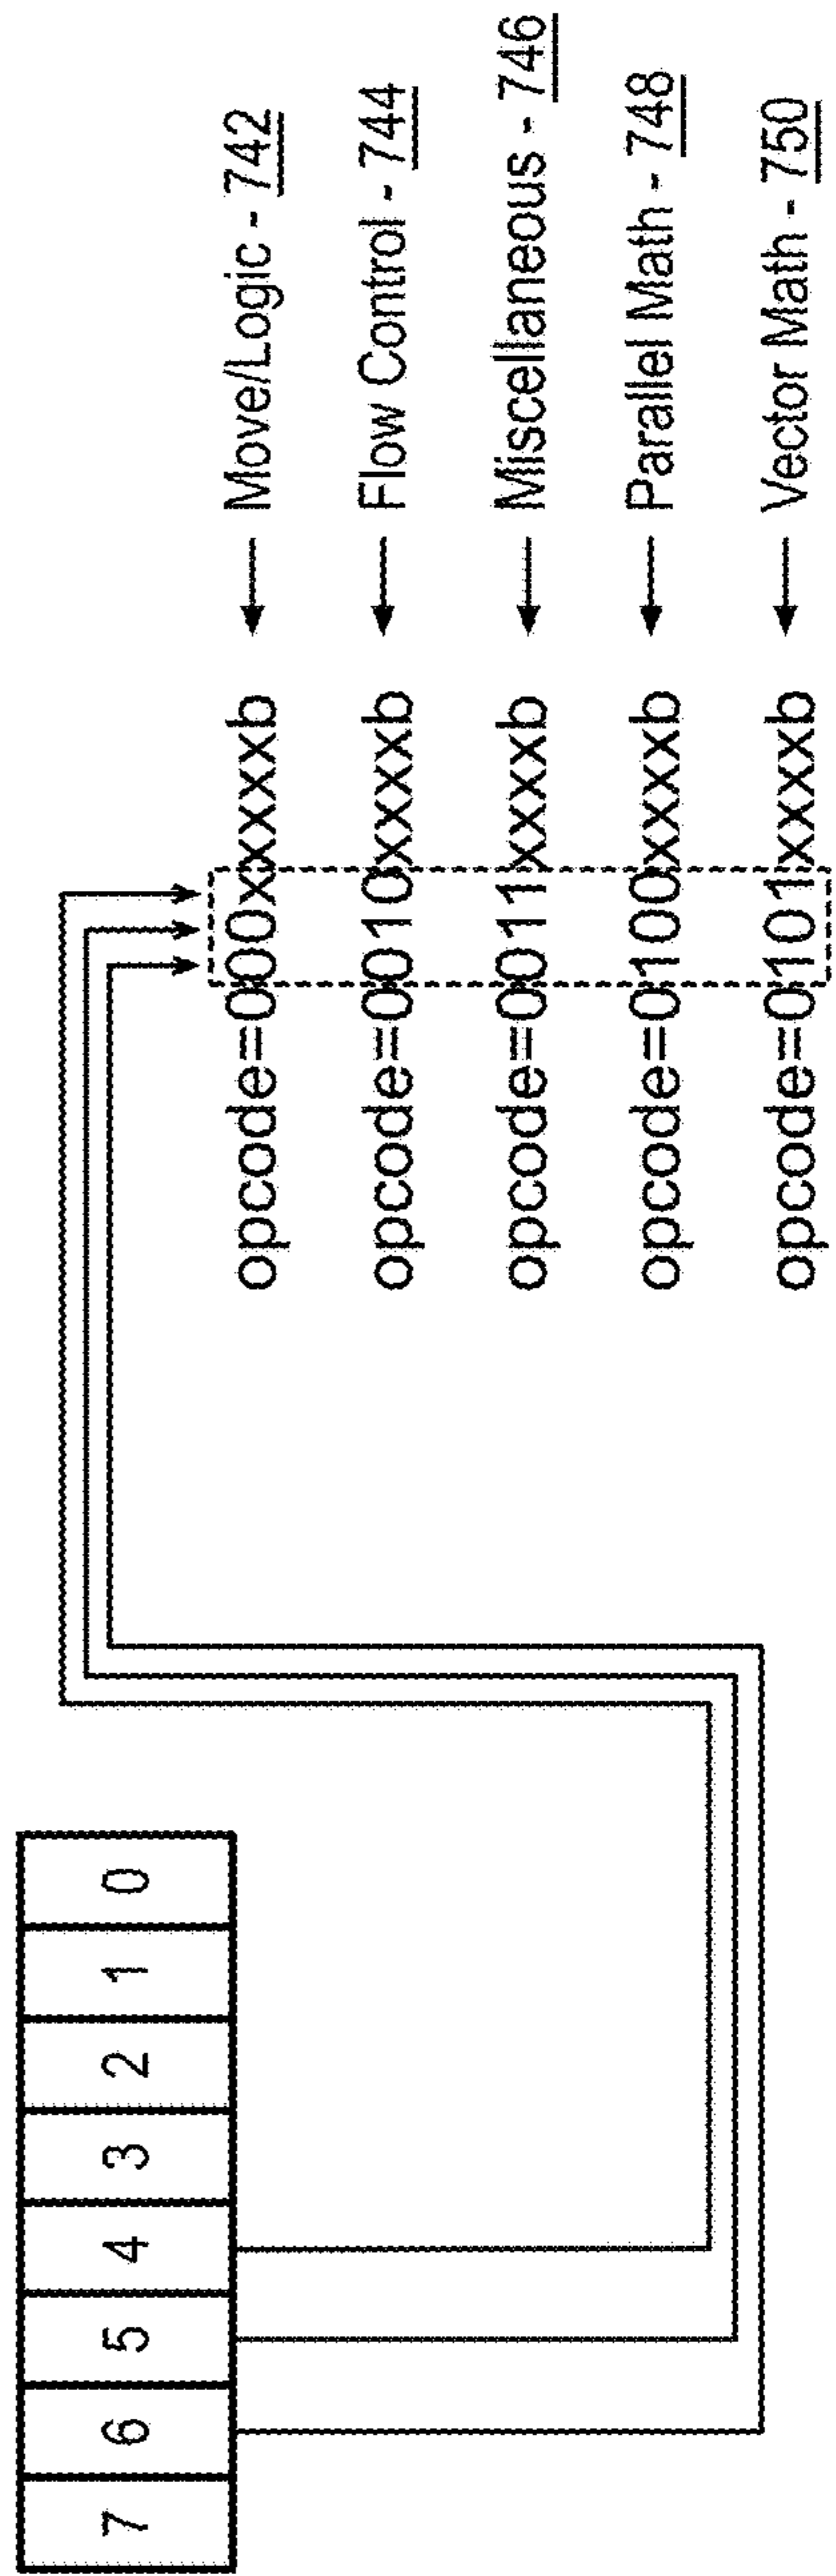 7 6 5 4 3 2 1 0
opcode=000xxxxxb Move/Logic - 742
opcode=0010xxxxb Flow Control - 744
opcode=0011xxxxb Miscellaneous - 746
opcode=0100xxxxb Parallel Math - 748
opcode=0101xxxxb Vector Math - 750